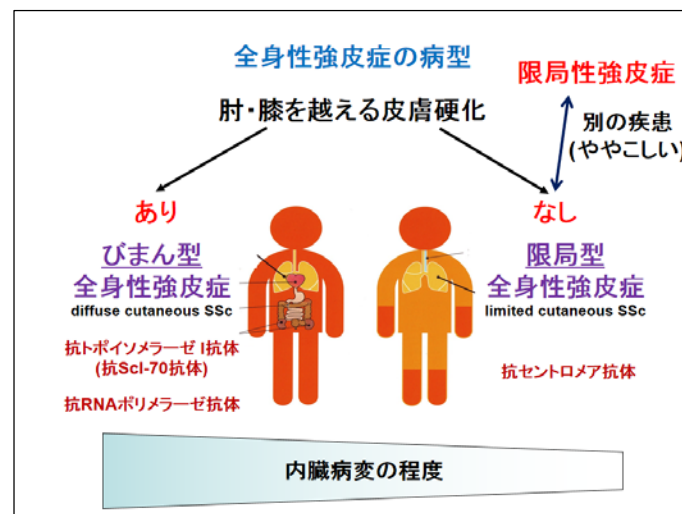 全身性強皮症の病型
限局性強皮症
肘・膝を越える皮膚硬化
別の疾患
(ややこしい)
あり
なし
びまん型
全身性強皮症
diffuse cutaneous SSc
限局型
全身性強皮症
limited cutaneous SSc
抗トポイソメラーゼ I抗体
(抗Scl-70抗体)
抗RNAポリメラーゼ抗体
抗セントロメア抗体
内臓病変の程度